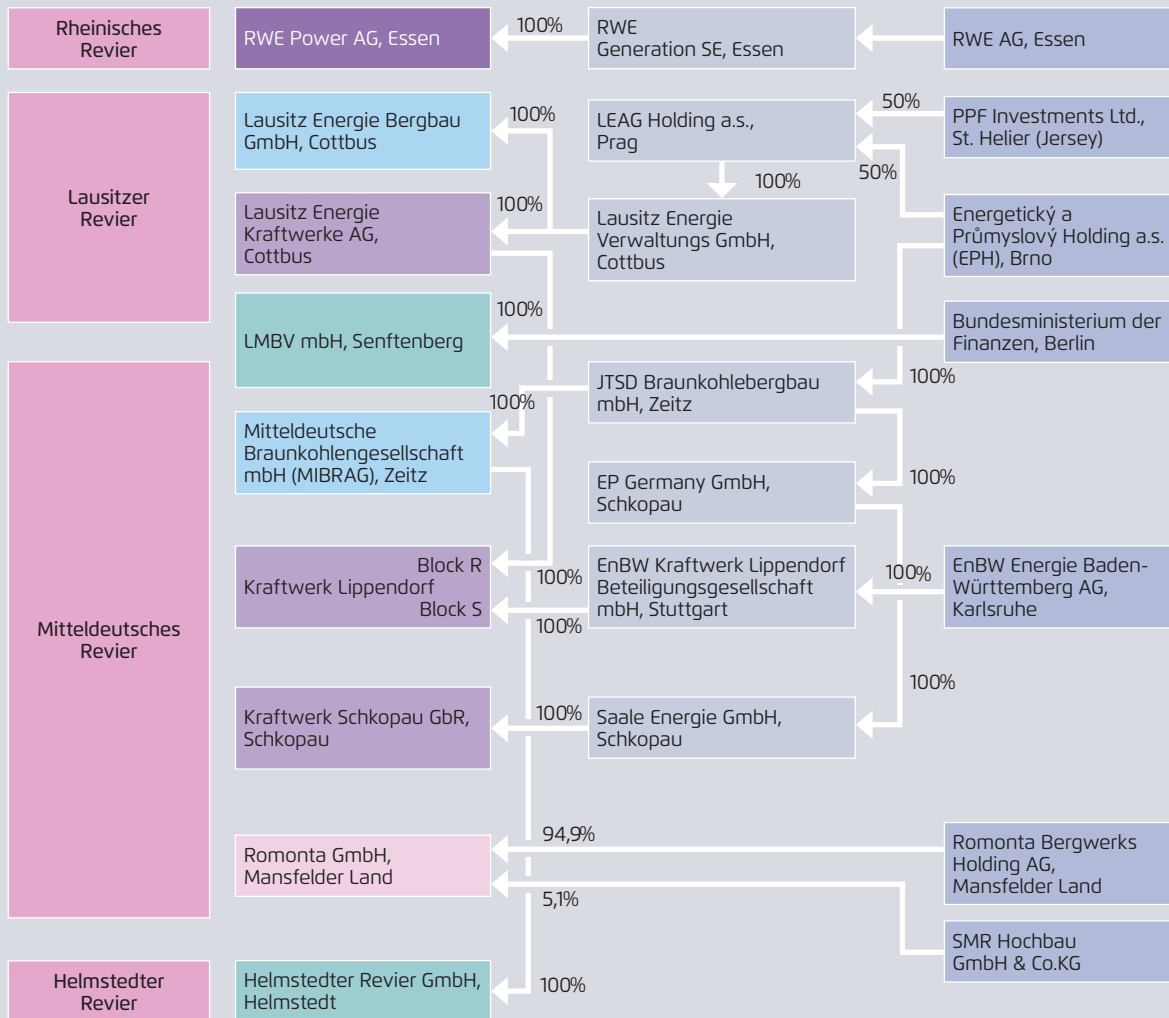 Rheinisches
Revier
RWE Power AG, Essen
100%
RWE
Generation SE, Essen
RWE AG, Essen
Lausitzer
Revier
Lausitz Energie Bergbau
GmbH, Cottbus
100%
LEAG Holding a.s.,
Prag
50%
PPF Investments Ltd.,
St. Helier (Jersey)
100%
50%
Lausitz Energie
Kraftwerke AG,
Cottbus
100%
Lausitz Energie
Verwaltungs GmbH,
Cottbus
Energetický a
Průmyslový Holding a.s.
(EPH), Brno
LMBV mbH, Senftenberg
100%
Bundesministerium der
Finanzen, Berlin
Mitteldeutsches
Revier
JTSD Braunkohlebergbau
mbH, Zeitz
100%
100%
Mitteldeutsche
Braunkohlengesellschaft
mbH (MIBRAG), Zeitz
EP Germany GmbH,
Schkopau
100%
Block R
Kraftwerk Lippendorf
Block S
100%
100%
EnBW Kraftwerk Lippendorf
Beteiligungsgesellschaft
mbH, Stuttgart
100%
EnBW Energie Baden-
Württemberg AG,
Karlsruhe
100%
Kraftwerk Schkopau GbR,
Schkopau
100%
Saale Energie GmbH,
Schkopau
Romonta GmbH,
Mansfelder Land
94,9%
5,1%
Romonta Bergwerks
Holding AG,
Mansfelder Land
SMR Hochbau
GmbH & Co.KG
Helmstedter
Revier
Helmstedter Revier GmbH,
Helmstedt
100%